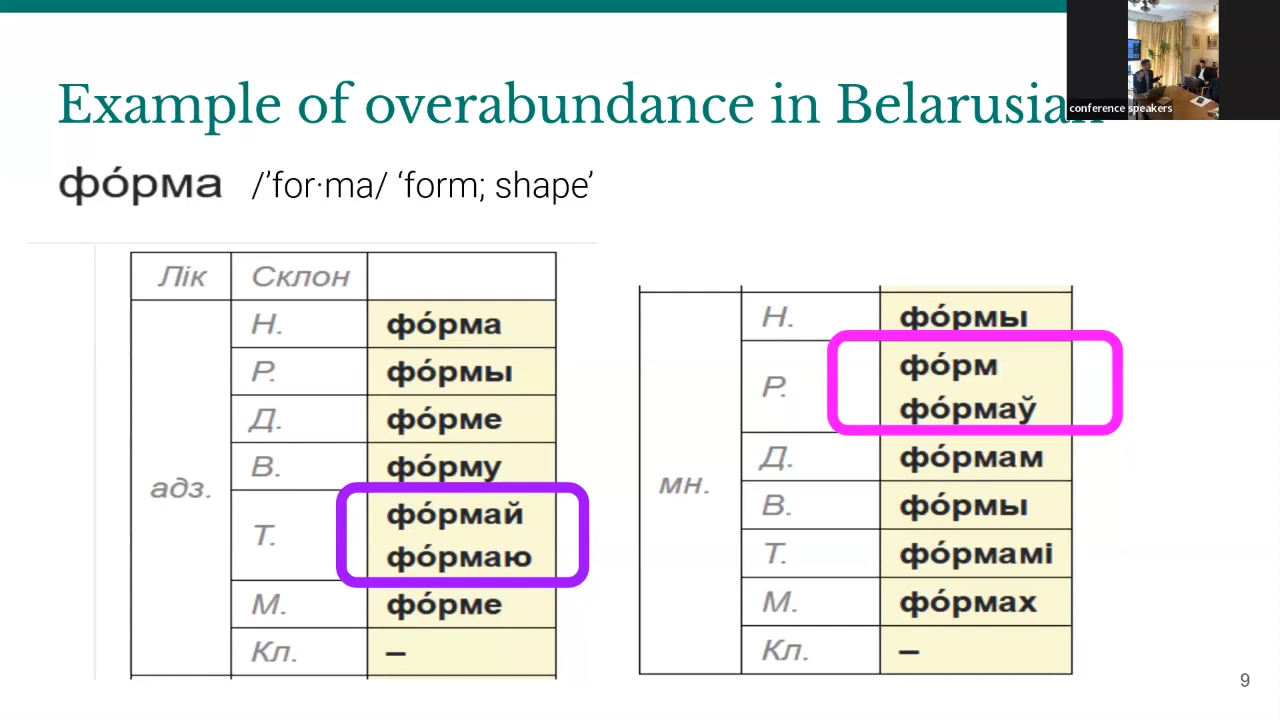 Example of overabundance in Belarusian
conference speakers
фо́рма /’for·ma/ ‘form; shape’
Лік Склон
адз.
Н. фо́рма
Р. фо́рмы
Д. фо́рме
В. фо́рму
Т. фо́рмай
фо́рмаю
М. фо́рме
Кл. –
мн.
Н. фо́рмы
Р. фо́рм
фо́рмаў
Д. фо́рмам
В. фо́рмы
Т. фо́рмамі
М. фо́рмах
Кл. –
9